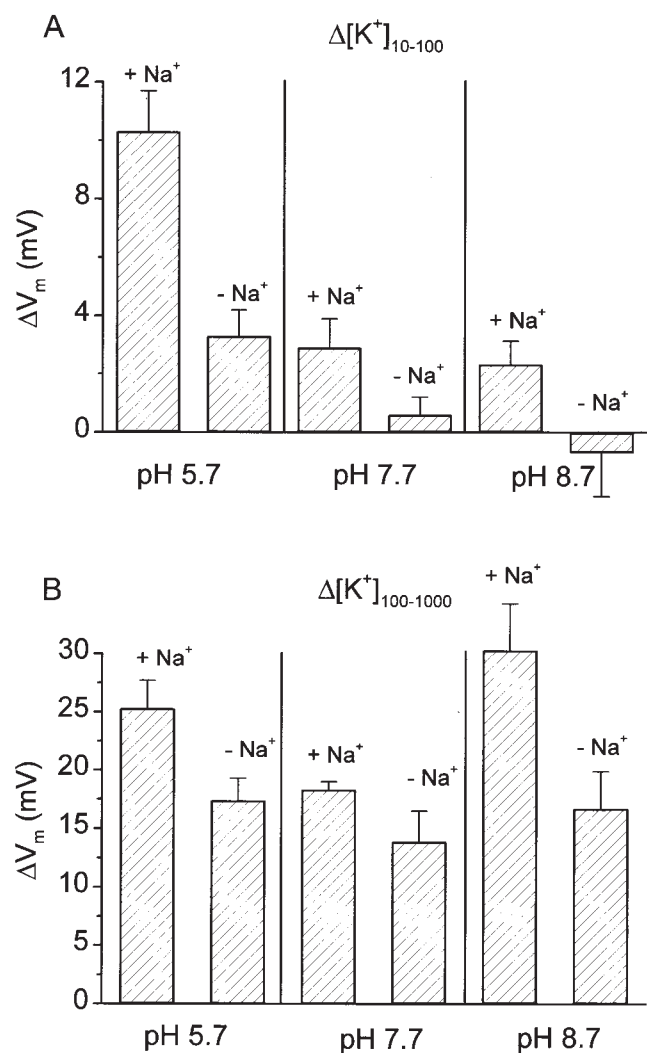 A
Δ[K⁺]₁₀₋₁₀₀
+ Na⁺
- Na⁺
+ Na⁺
- Na⁺
+ Na⁺
- Na⁺
12
8
4
0
ΔVₘ (mV)
pH 5.7
pH 7.7
pH 8.7
B
Δ[K⁺]₁₀₀₋₁₀₀₀
+ Na⁺
- Na⁺
+ Na⁺
- Na⁺
+ Na⁺
- Na⁺
30
25
20
15
10
5
0
ΔVₘ (mV)
pH 5.7
pH 7.7
pH 8.7